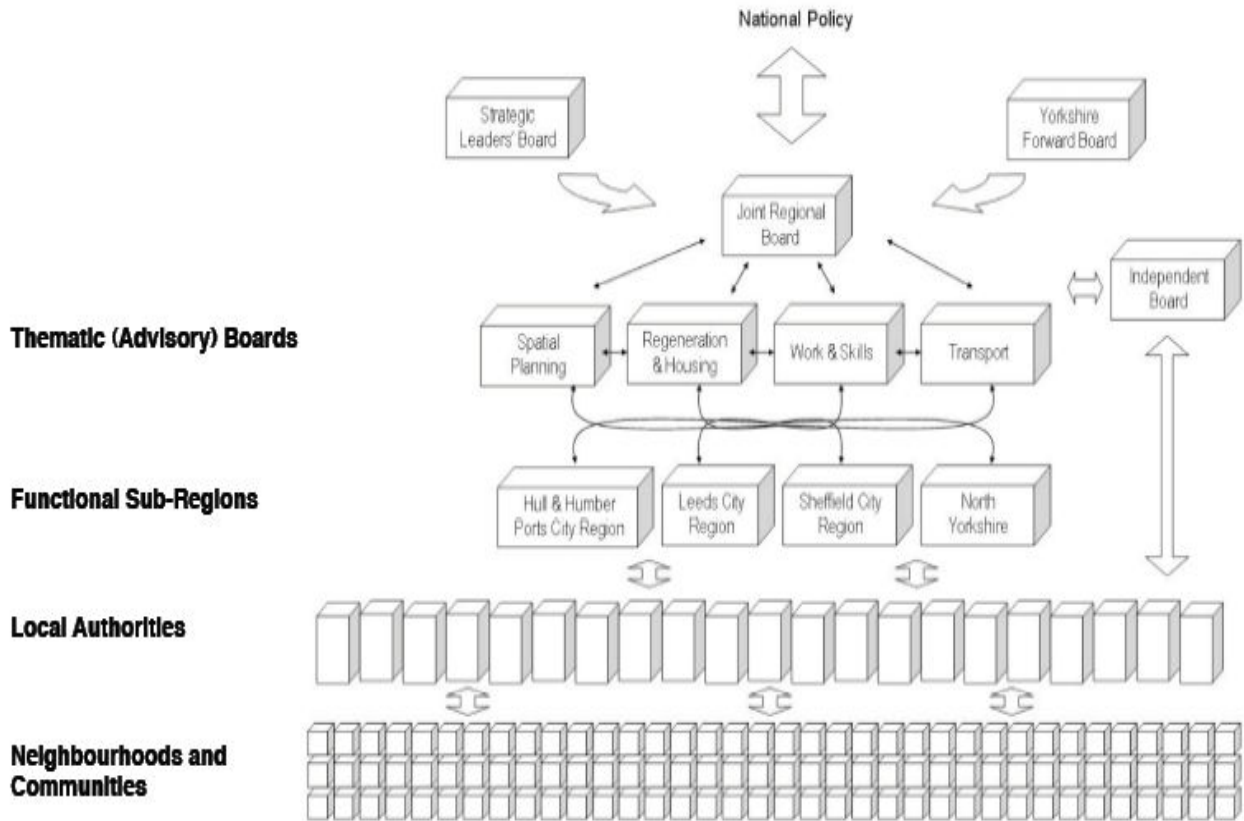 National Policy
Strategic
Leaders' Board
Yorkshire
Forward Board
Joint Regional
Board
Independent
Board
Thematic (Advisory) Boards
Spatial
Planning
Regeneration
& Housing
Work & Skills
Transport
Functional Sub-Regions
Hull & Humber
Ports City Region
Leeds City
Region
Sheffield City
Region
North
Yorkshire
Local Authorities
Neighbourhoods and
Communities